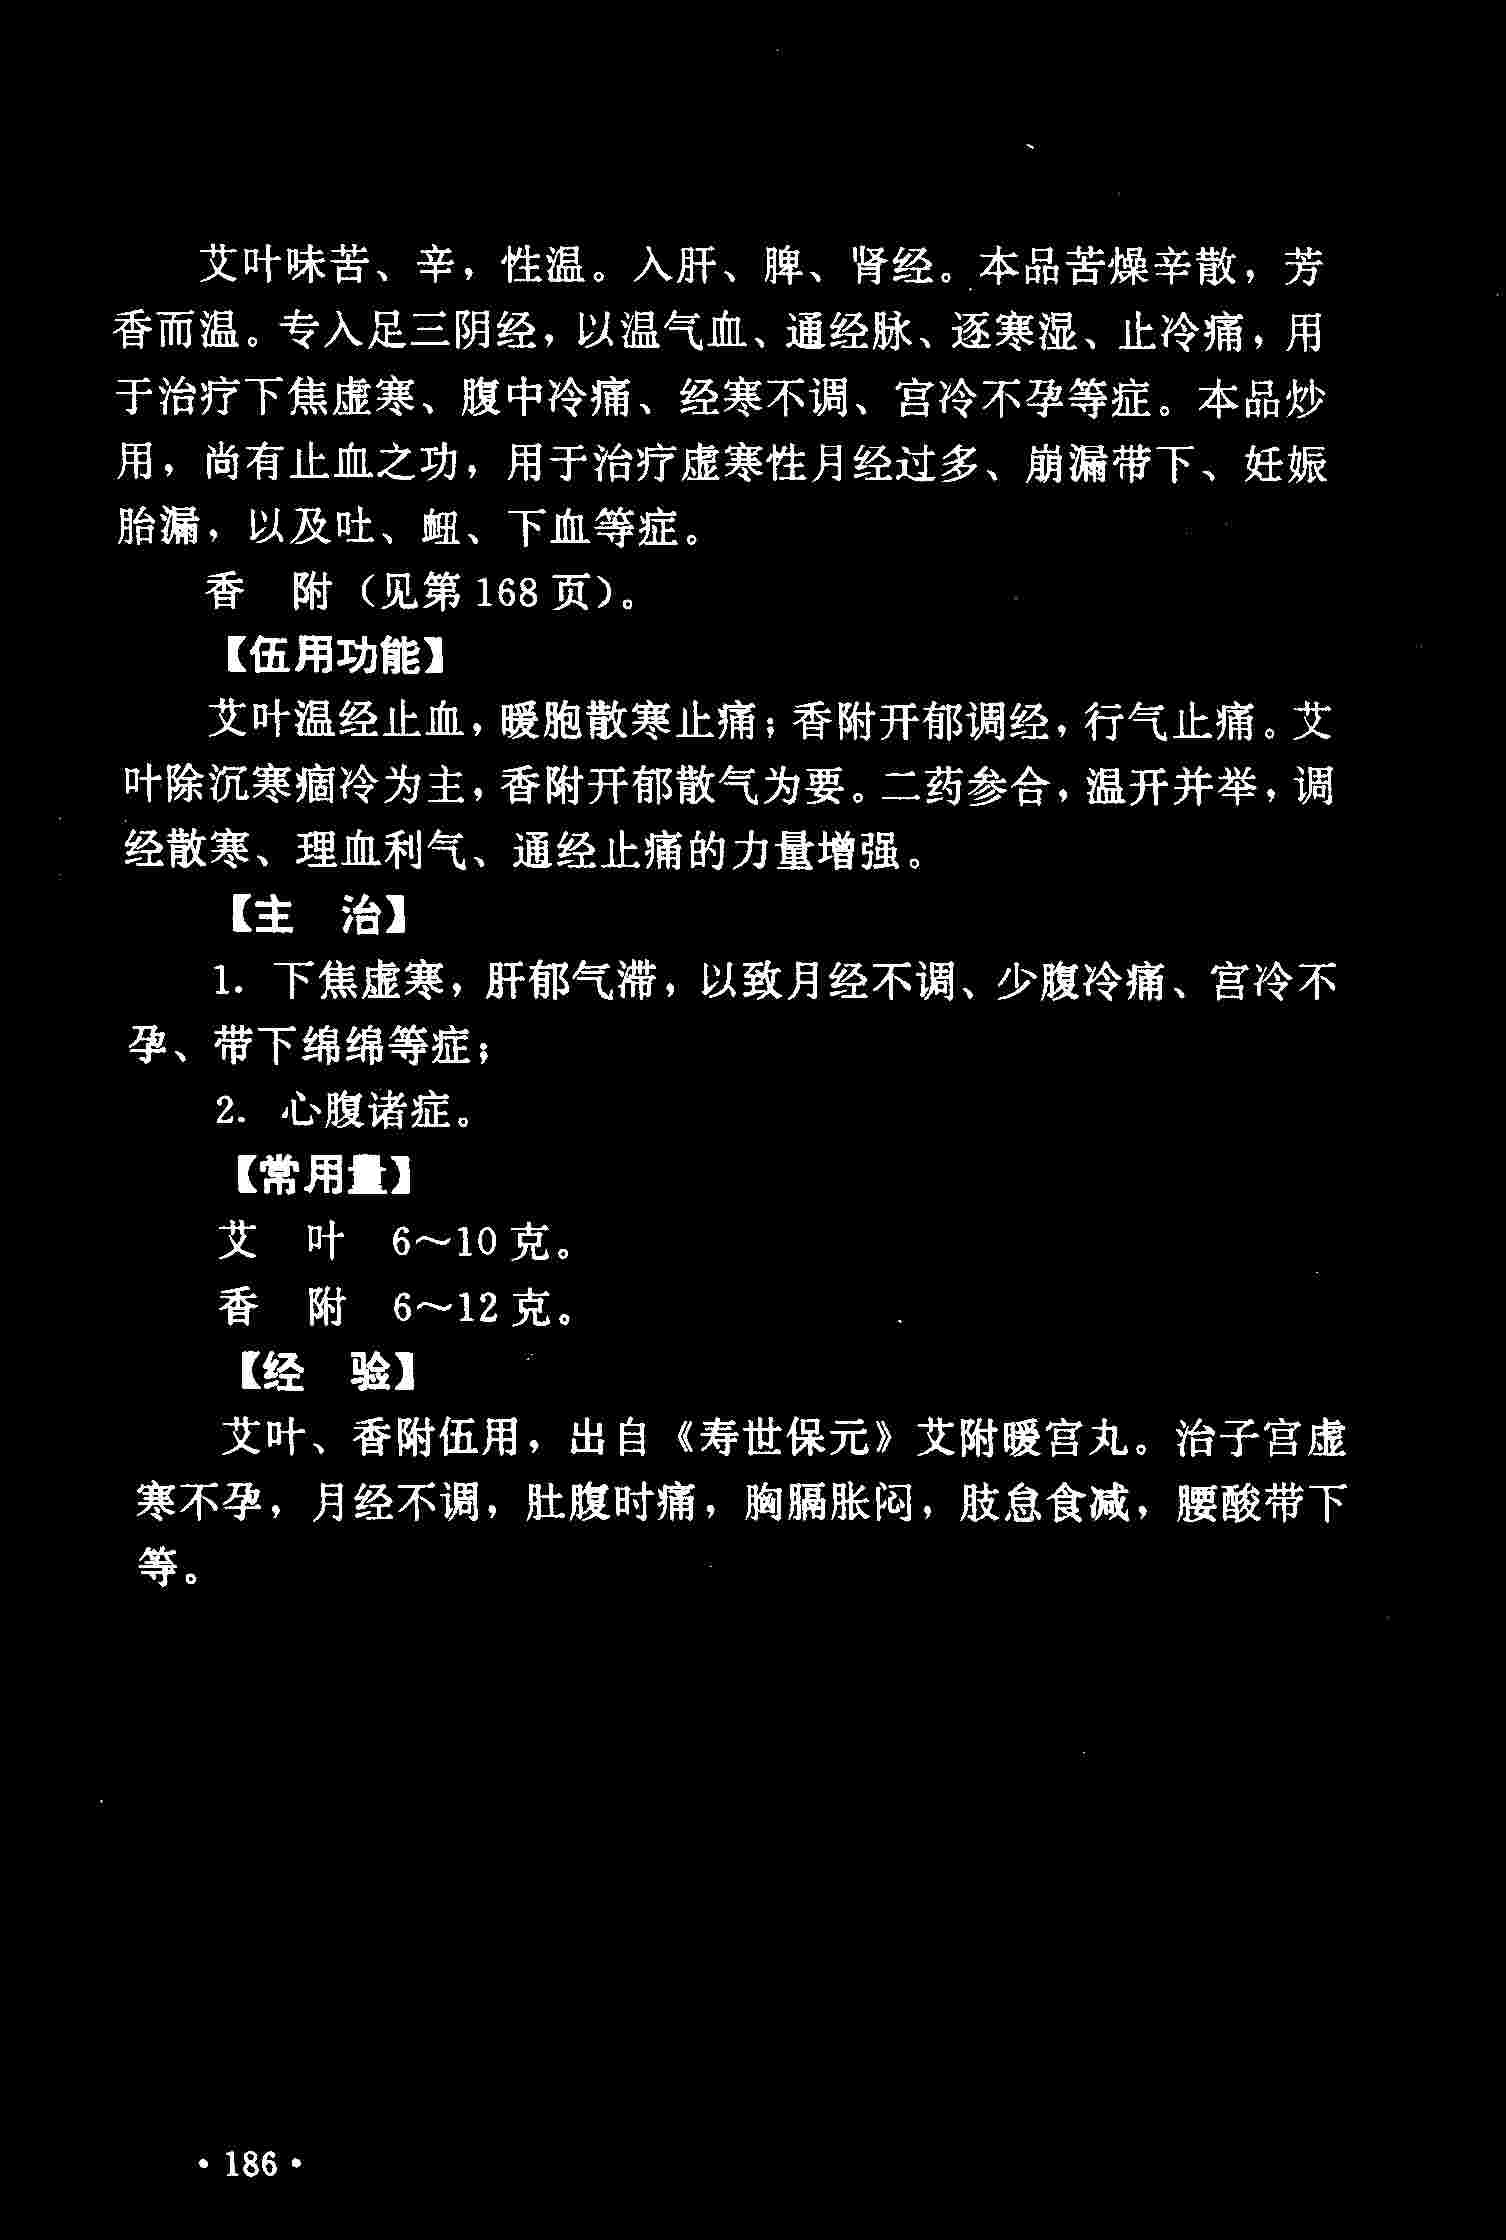 艾叶味苦、辛，性温。入肝、脾、肾经。本品苦燥辛散，芳
香而温。专入足三阴经，以温气血、通经脉、逐寒湿、止冷痛，用
于治疗下焦虚寒、腹中冷痛、经寒不调、宫冷不孕等症。本品炒
用，尚有止血之功，用于治疗虚寒性月经过多、崩漏带下、妊娠
胎漏，以及吐、衄、下血等症。
香　附（见第 168 页）。
【伍用功能】
艾叶温经止血，暖胞散寒止痛；香附开郁调经，行气止痛。艾
叶除沉寒痼冷为主，香附开郁散气为要。二药参合，温开并举，调
经散寒、理血利气、通经止痛的力量增强。
【主　治】
1. 下焦虚寒，肝郁气滞，以致月经不调、少腹冷痛、宫冷不
孕、带下绵绵等症；
2. 心腹诸症。
【常用量】
艾　叶　6～10 克。
香　附　6～12 克。
【经　验】
艾叶、香附伍用，出自《寿世保元》艾附暖宫丸。治子宫虚
寒不孕，月经不调，肚腹时痛，胸膈胀闷，肢怠食减，腰酸带下
等。
·186·